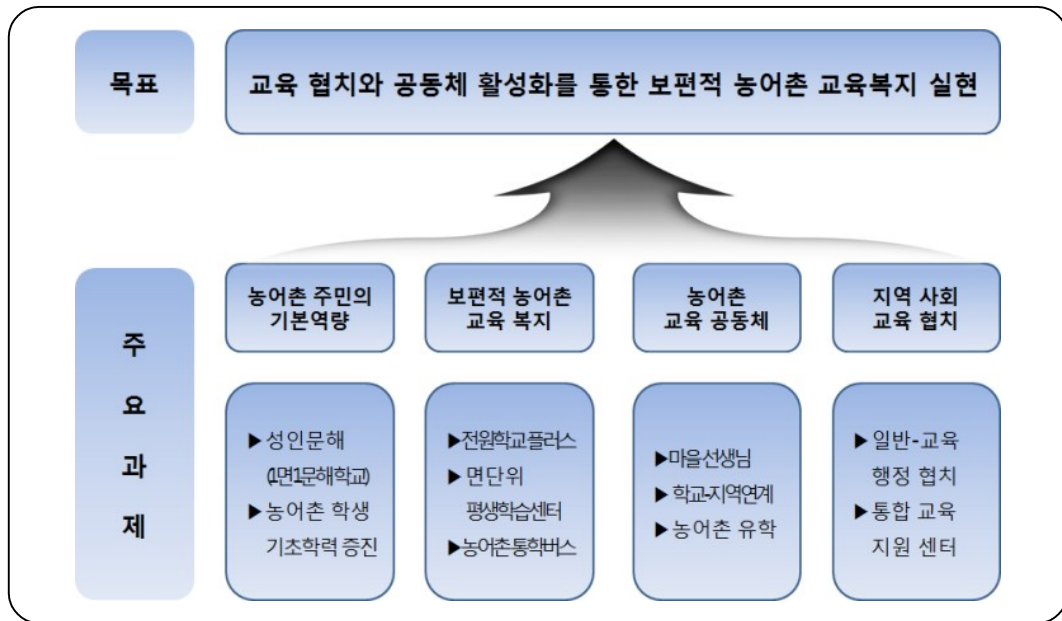 목표
교육 협치와 공동체 활성화를 통한 보편적 농어촌 교육복지 실현
주
요
과
제
농어촌 주민의
기본역량
▶성인문해
(1면1문해학교)
▶농어촌 학생
기초학력 증진
보편적 농어촌
교육 복지
▶전원학교플러스
▶면단위
평생학습센터
▶농어촌통학버스
농어촌
교육 공동체
▶마을선생님
▶학교-지역연계
▶농어촌 유학
지역 사회
교육 협치
▶일반-교육
행정 협치
▶통합 교육
지원 센터